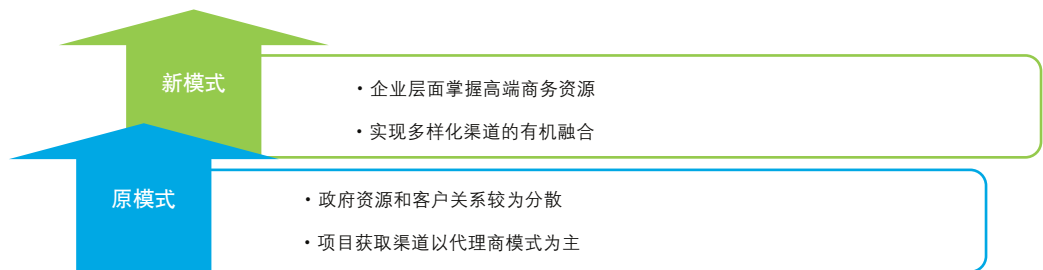 新模式
• 企业层面掌握高端商务资源
• 实现多样化渠道的有机融合
原模式
• 政府资源和客户关系较为分散
• 项目获取渠道以代理商模式为主